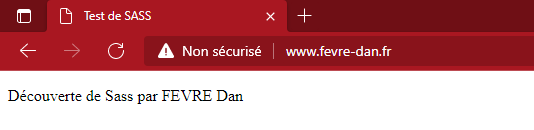 Test de SASS
Non sécurisé www.fevre-dan.fr
Découverte de Sass par FEVRE Dan